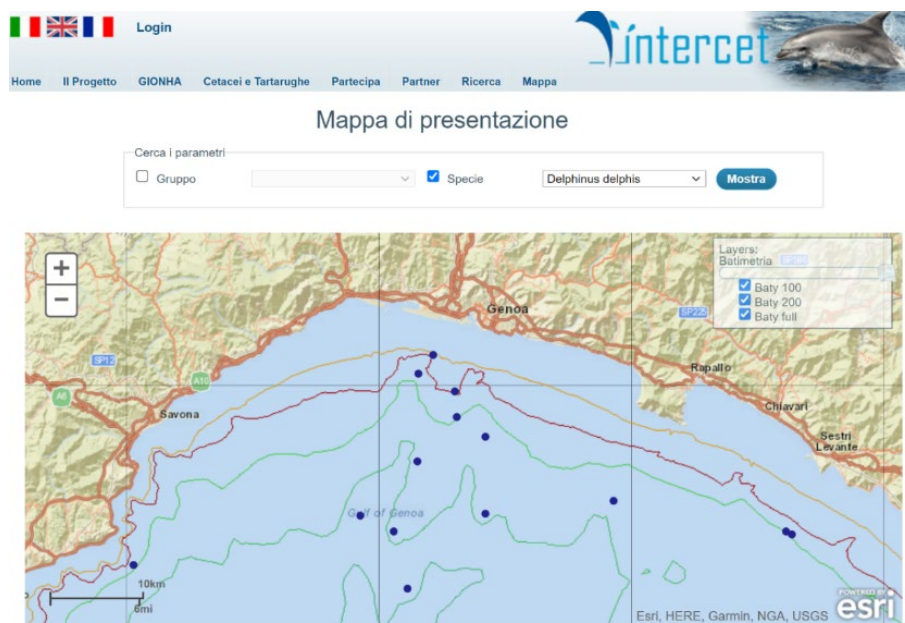 Login
intercet
Home Il Progetto GIONHA Cetacei e Tartarughe Partecipa Partner Ricerca Mappa
Mappa di presentazione
Cerca i parametri
Gruppo Specie Delphinus delphis Mostra
+
−
Layers:
Batimetria
Baty 100
Baty 200
Baty full
Genoa
SP225
SP12
Rapallo
A10
A6
Savona
Chiavari
Sestri
Levante
Gulf of Genoa
10km
6mi
POWERED BY
esri
Esri, HERE, Garmin, NGA, USGS